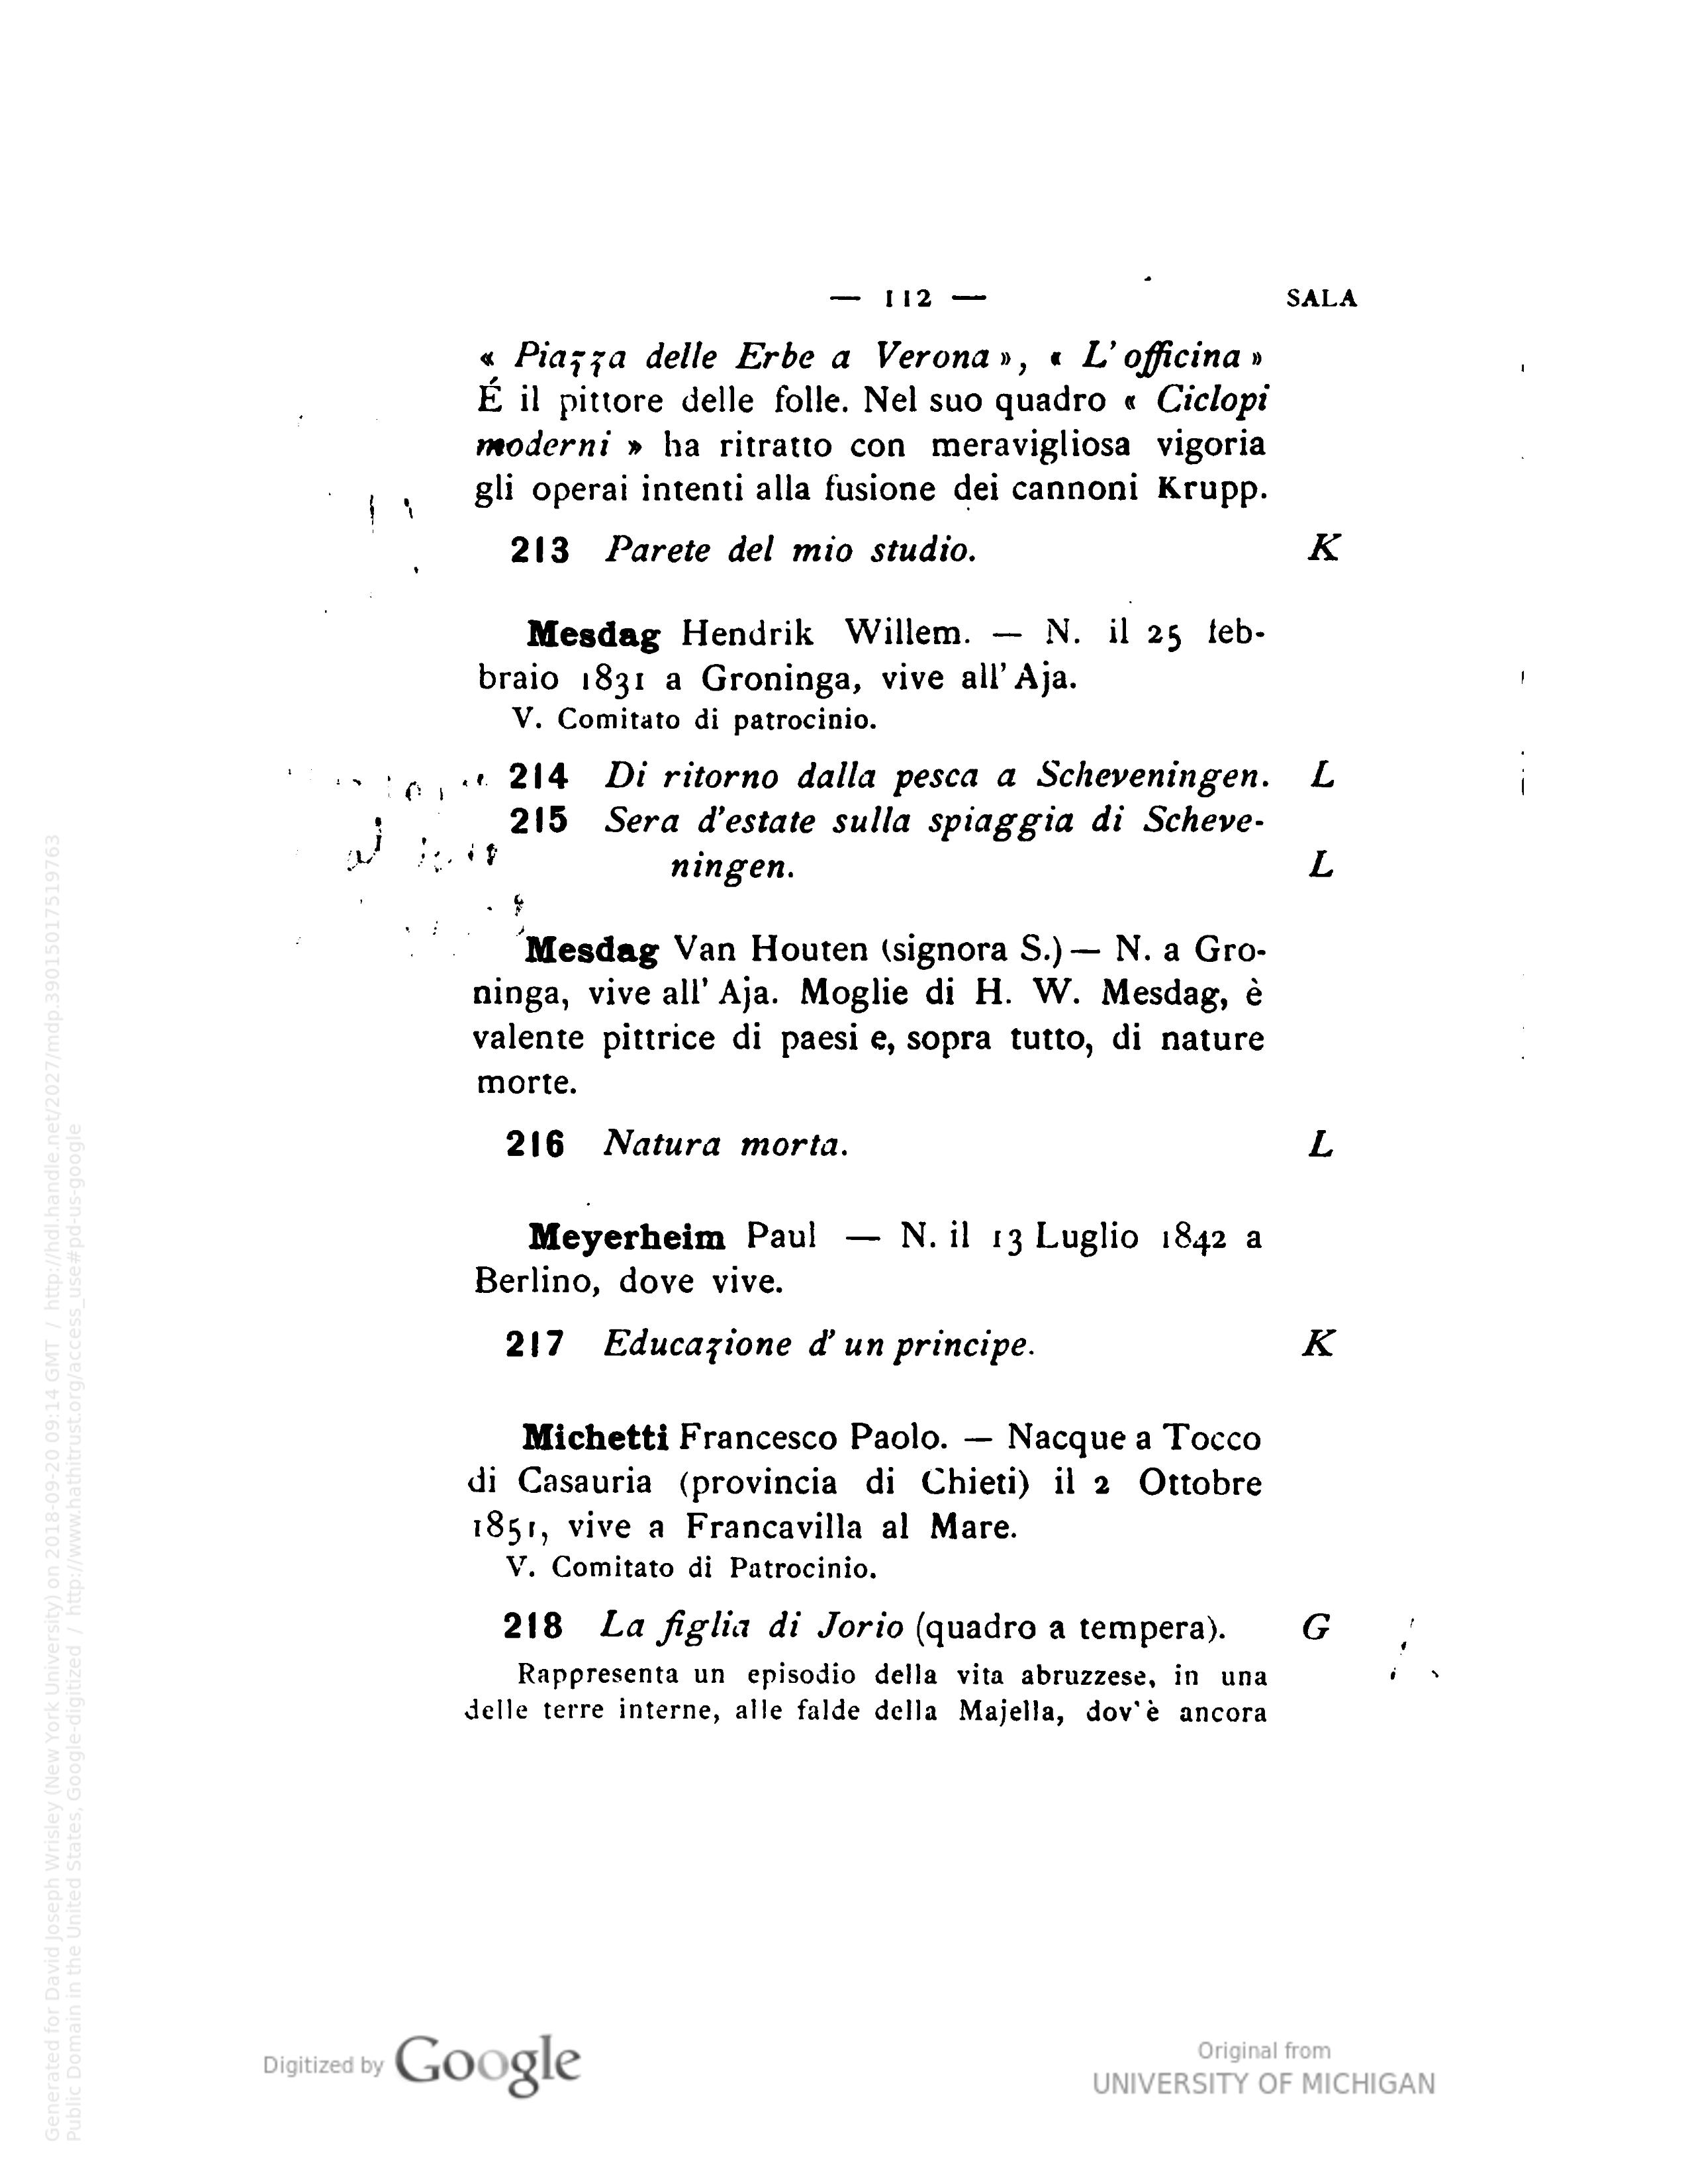 — 112 — SALA
« Piazza delle Erbe a Verona », « L' officina »
É il pittore delle folle. Nel suo quadro « Ciclopi
moderni » ha ritratto con meravigliosa vigoria
gli operai intenti alla fusione dei cannoni Krupp.
213 Parete del mio studio. K
Mesdag Hendrik Willem. — N. il 25 feb-
braio 1831 a Groninga, vive all' Aja.
V. Comitato di patrocinio.
214 Di ritorno dalla pesca a Scheveningen. L
215 Sera d'estate sulla spiaggia di Scheve-
ningen. L
Mesdag Van Houten (signora S.) — N. a Gro-
ninga, vive all' Aja. Moglie di H. W. Mesdag, è
valente pittrice di paesi e, sopra tutto, di nature
morte.
216 Natura morta. L
Meyerheim Paul — N. il 13 Luglio 1842 a
Berlino, dove vive.
217 Educazione d' un principe. K
Michetti Francesco Paolo. — Nacque a Tocco
di Casauria (provincia di Chieti) il 2 Ottobre
1851, vive a Francavilla al Mare.
V. Comitato di Patrocinio.
218 La figlia di Jorio (quadro a tempera). G
Rappresenta un episodio della vita abruzzese, in una
delle terre interne, alle falde della Majella, dov'è ancora
Generated for David Joseph Wrisley (New York University) on 2018-09-20 09:14 GMT / http://hdl.handle.net/2027/mdp.39015017519763
Public Domain in the United States, Google-digitized / http://www.hathitrust.org/access_use#pd-us-google
Digitized by Google
Original from
UNIVERSITY OF MICHIGAN